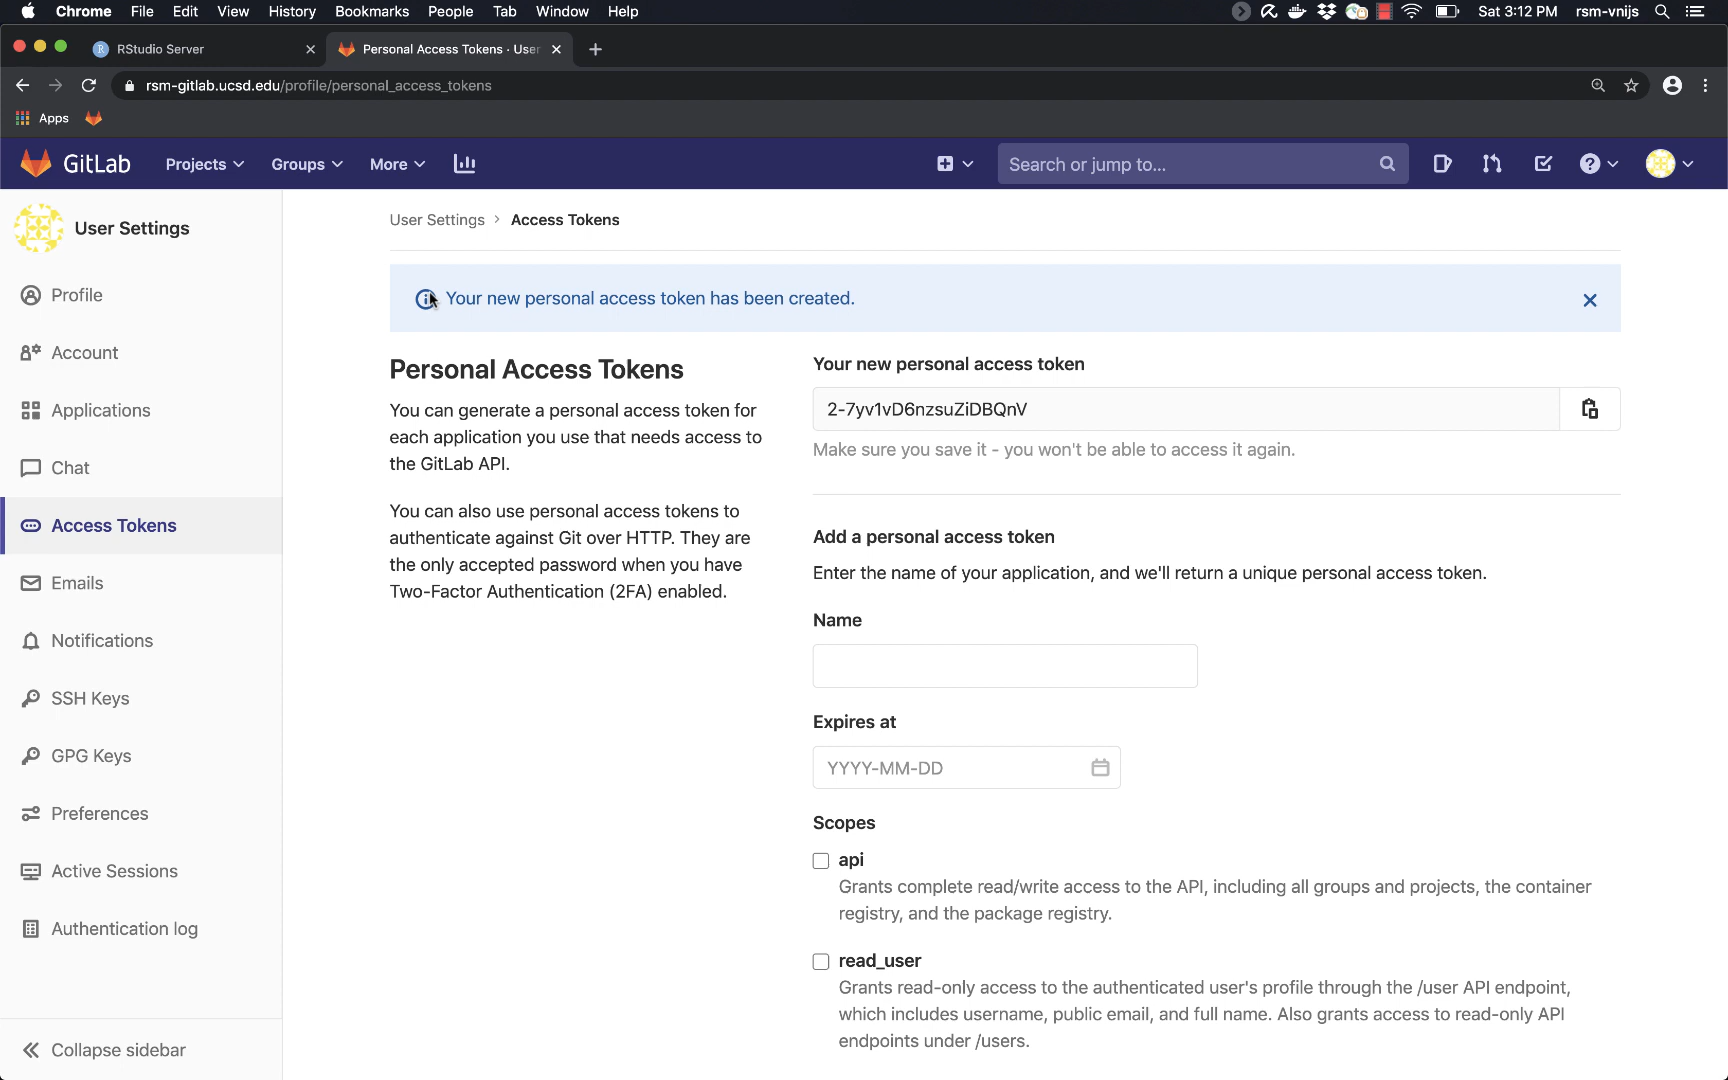 Chrome File Edit View History Bookmarks People Tab Window Help Sat 3:12 PM rsm-vnijs
RStudio Server Personal Access Tokens · User
rsm-gitlab.ucsd.edu/profile/personal_access_tokens
Apps
GitLab Projects Groups More Search or jump to...
User Settings
Profile
Account
Applications
Chat
Access Tokens
Emails
Notifications
SSH Keys
GPG Keys
Preferences
Active Sessions
Authentication log
Collapse sidebar
User Settings > Access Tokens
Your new personal access token has been created.
Personal Access Tokens
You can generate a personal access token for
each application you use that needs access to
the GitLab API.
You can also use personal access tokens to
authenticate against Git over HTTP. They are
the only accepted password when you have
Two-Factor Authentication (2FA) enabled.
Your new personal access token
2-7yv1vD6nzsuZiDBQnV
Make sure you save it - you won't be able to access it again.
Add a personal access token
Enter the name of your application, and we'll return a unique personal access token.
Name
Expires at
YYYY-MM-DD
Scopes
api
Grants complete read/write access to the API, including all groups and projects, the container
registry, and the package registry.
read_user
Grants read-only access to the authenticated user's profile through the /user API endpoint,
which includes username, public email, and full name. Also grants access to read-only API
endpoints under /users.